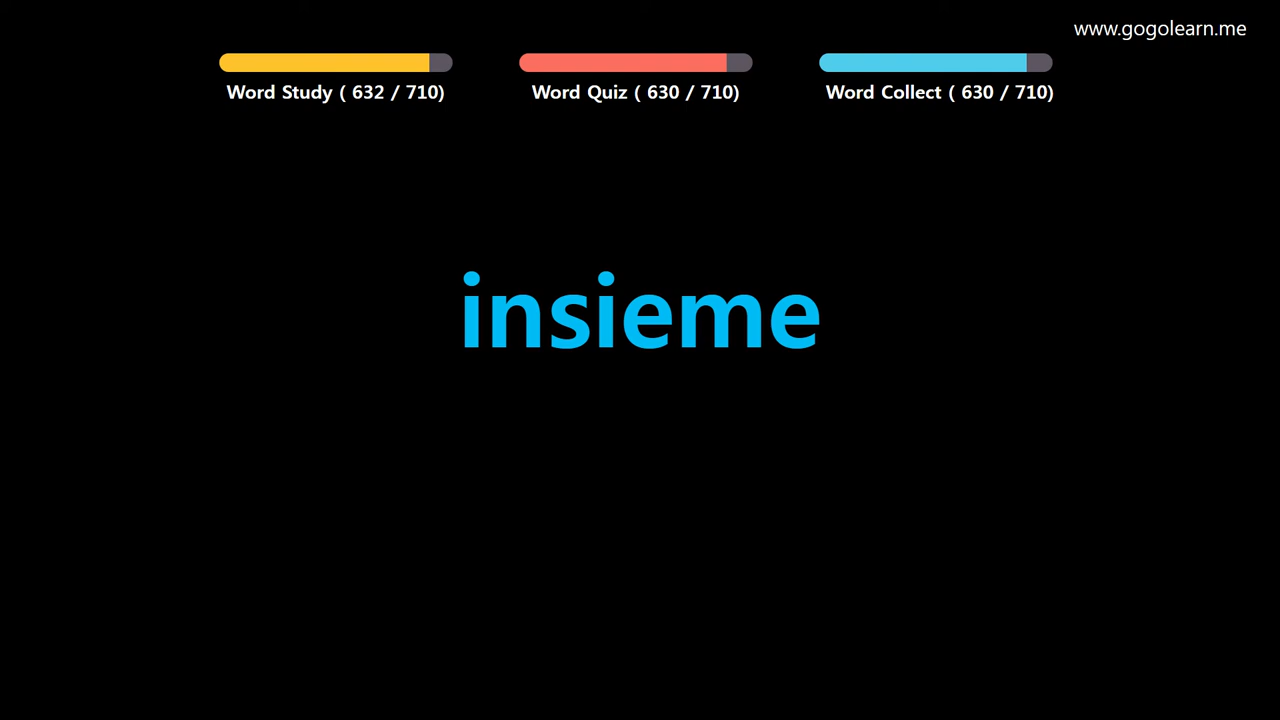 www.gogolearn.me
Word Study ( 632 / 710)
Word Quiz ( 630 / 710)
Word Collect ( 630 / 710)
insieme